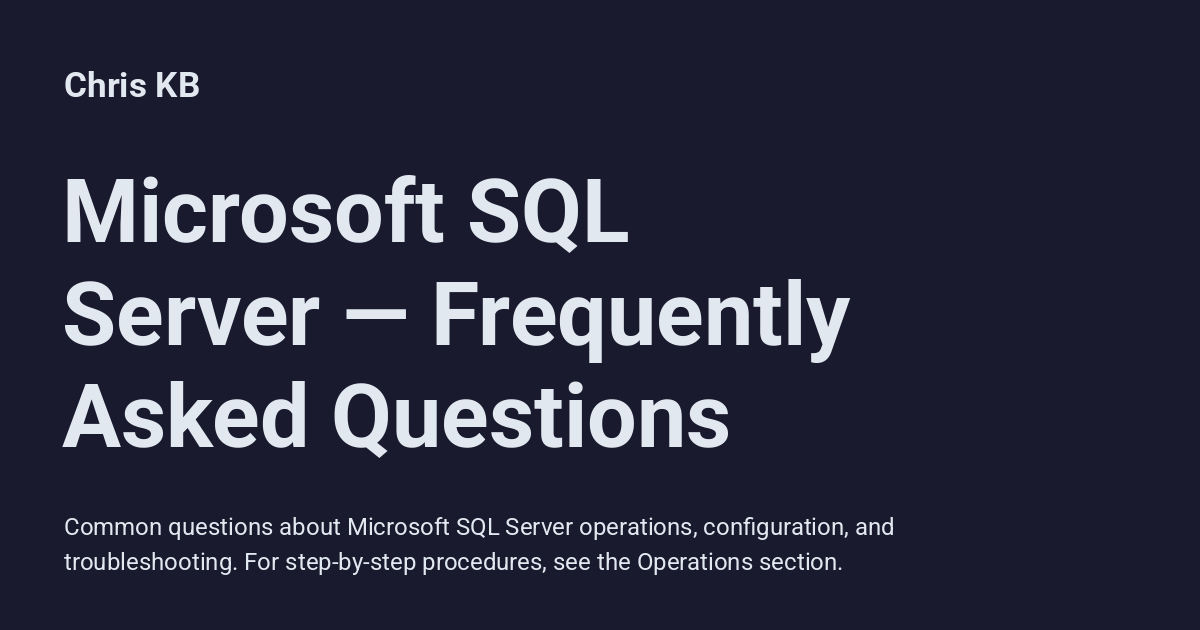 Chris KB
Microsoft SQL
Server — Frequently
Asked Questions
Common questions about Microsoft SQL Server operations, configuration, and
troubleshooting. For step-by-step procedures, see the Operations section.